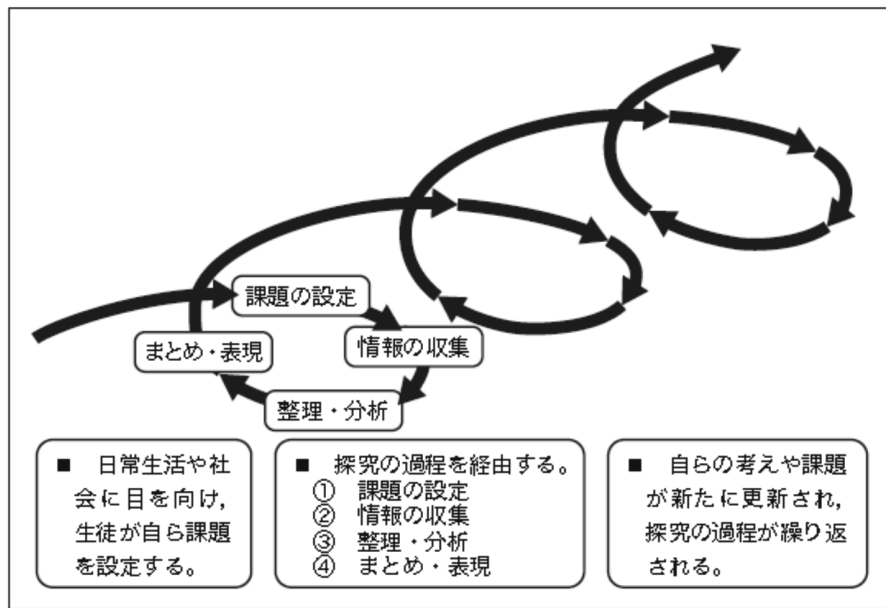 課題の設定
情報の収集
まとめ・表現
整理・分析
■ 日常生活や社
会に目を向け,
生徒が自ら課題
を設定する。
■ 探究の過程を経由する。
① 課題の設定
② 情報の収集
③ 整理・分析
④ まとめ・表現
■ 自らの考えや課題
が新たに更新され,
探究の過程が繰り返
される。